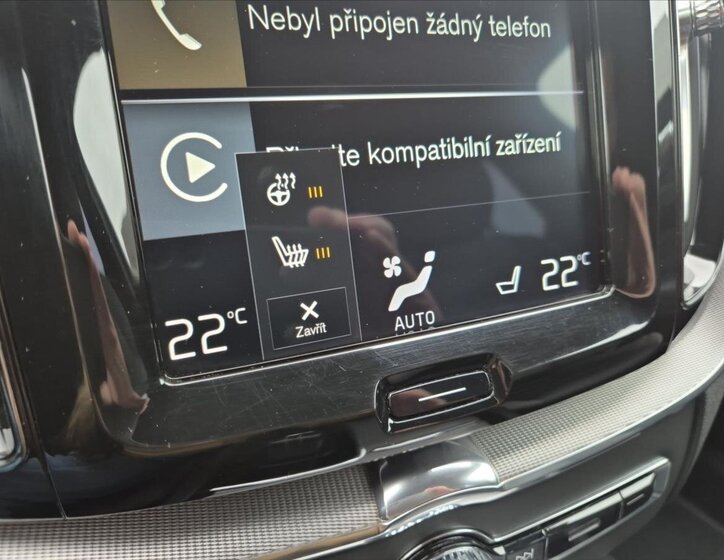 Nebyl připojen žádný telefon
kompatibilní zařízení
Zavřít
22°C
AUTO
22°C